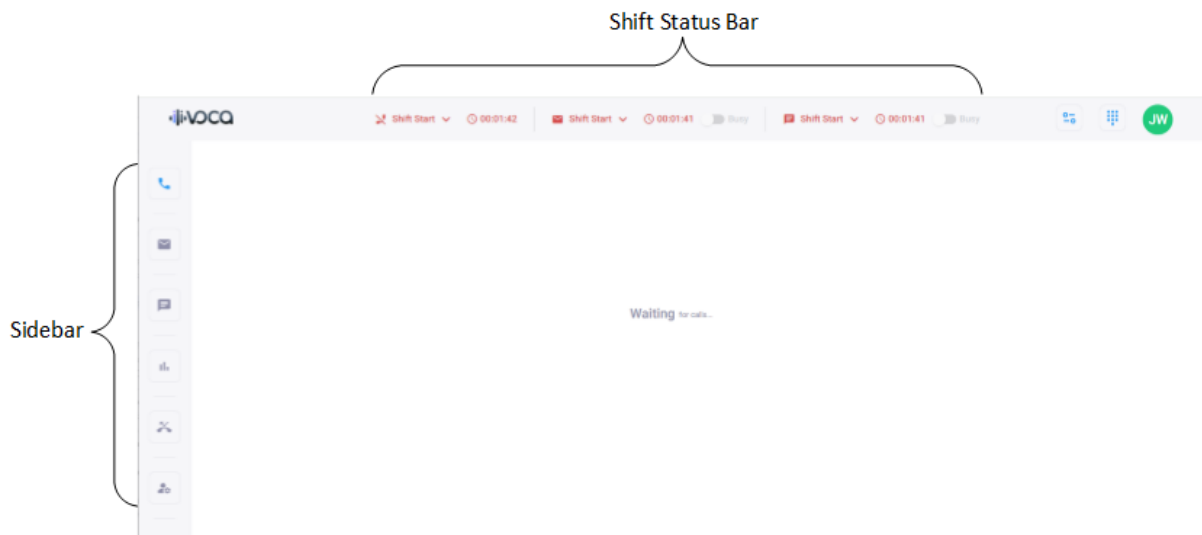 Shift Status Bar
VOCA Shift Start 00:01:42 Shift Start 00:01:41 Busy Shift Start 00:01:41 Busy JW
Sidebar
Waiting for calls...